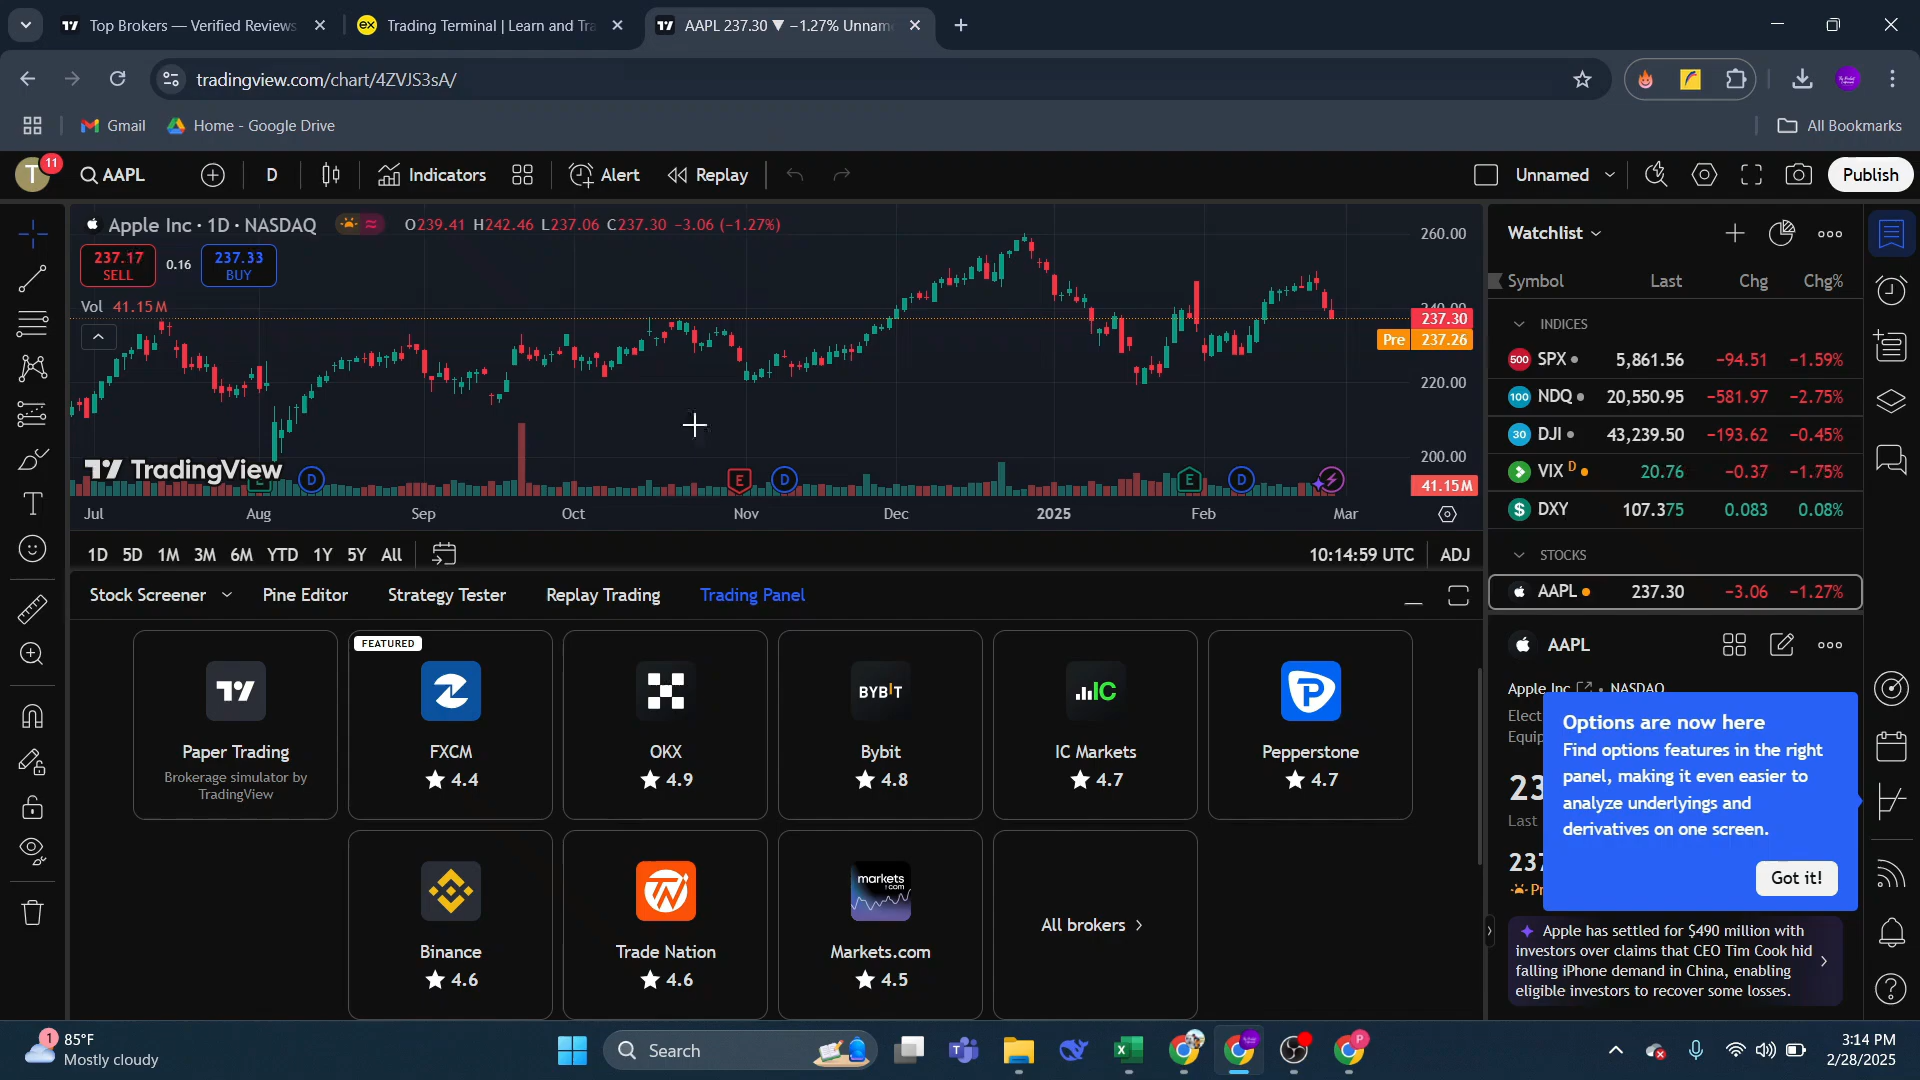 Top Brokers — Verified Reviews
Trading Terminal | Learn and Tra
AAPL 237.30 ▼ −1.27% Unnam
tradingview.com/chart/4ZVJS3sA/
Gmail
Home - Google Drive
All Bookmarks
T
11
AAPL
D
Indicators
Alert
Replay
Unnamed
Publish
Apple Inc · 1D · NASDAQ
O239.41 H242.46 L237.06 C237.30 −3.06 (−1.27%)
237.17
SELL
0.16
237.33
BUY
Vol 41.15M
260.00
240.00
237.30
Pre 237.26
220.00
200.00
41.15M
TradingView
E
D
E
D
E
D
Jul
Aug
Sep
Oct
Nov
Dec
2025
Feb
Mar
1D 5D 1M 3M 6M YTD 1Y 5Y All
10:14:59 UTC
ADJ
Stock Screener
Pine Editor
Strategy Tester
Replay Trading
Trading Panel
Paper Trading
Brokerage simulator by
TradingView
FEATURED
FXCM
4.4
OKX
4.9
BYBIT
Bybit
4.8
IC
IC Markets
4.7
Pepperstone
4.7
Binance
4.6
Trade Nation
4.6
markets
.com
Markets.com
4.5
All brokers
Watchlist
Symbol Last Chg Chg%
INDICES
500 SPX 5,861.56 −94.51 −1.59%
100 NDQ 20,550.95 −581.97 −2.75%
30 DJI 43,239.50 −193.62 −0.45%
VIX D 20.76 −0.37 −1.75%
$ DXY 107.375 0.083 0.08%
STOCKS
AAPL 237.30 −3.06 −1.27%
AAPL
Apple Inc NASDAQ
Elect
Equip
Last
Options are now here
Find options features in the right
panel, making it even easier to
analyze underlyings and
derivatives on one screen.
Got it!
Apple has settled for $490 million with
investors over claims that CEO Tim Cook hid
falling iPhone demand in China, enabling
eligible investors to recover some losses.
1
85°F
Mostly cloudy
Search
3:14 PM
2/28/2025